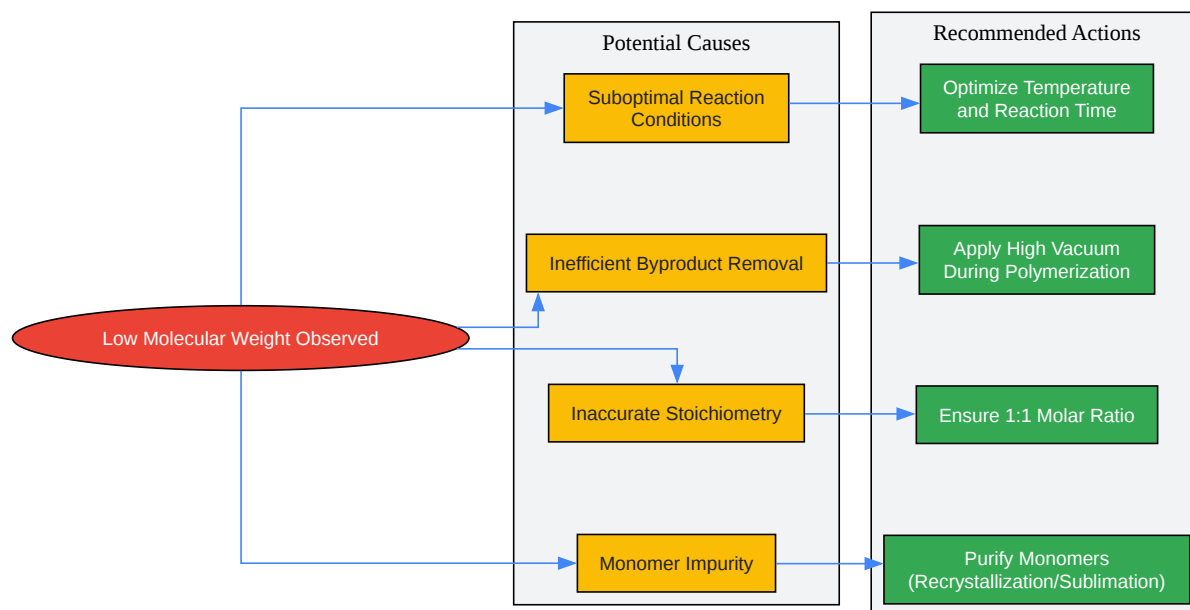 Potential Causes
Recommended Actions
Suboptimal Reaction
Conditions
Optimize Temperature
and Reaction Time
Inefficient Byproduct Removal
Apply High Vacuum
During Polymerization
Low Molecular Weight Observed
Inaccurate Stoichiometry
Ensure 1:1 Molar Ratio
Monomer Impurity
Purify Monomers
(Recrystallization/Sublimation)